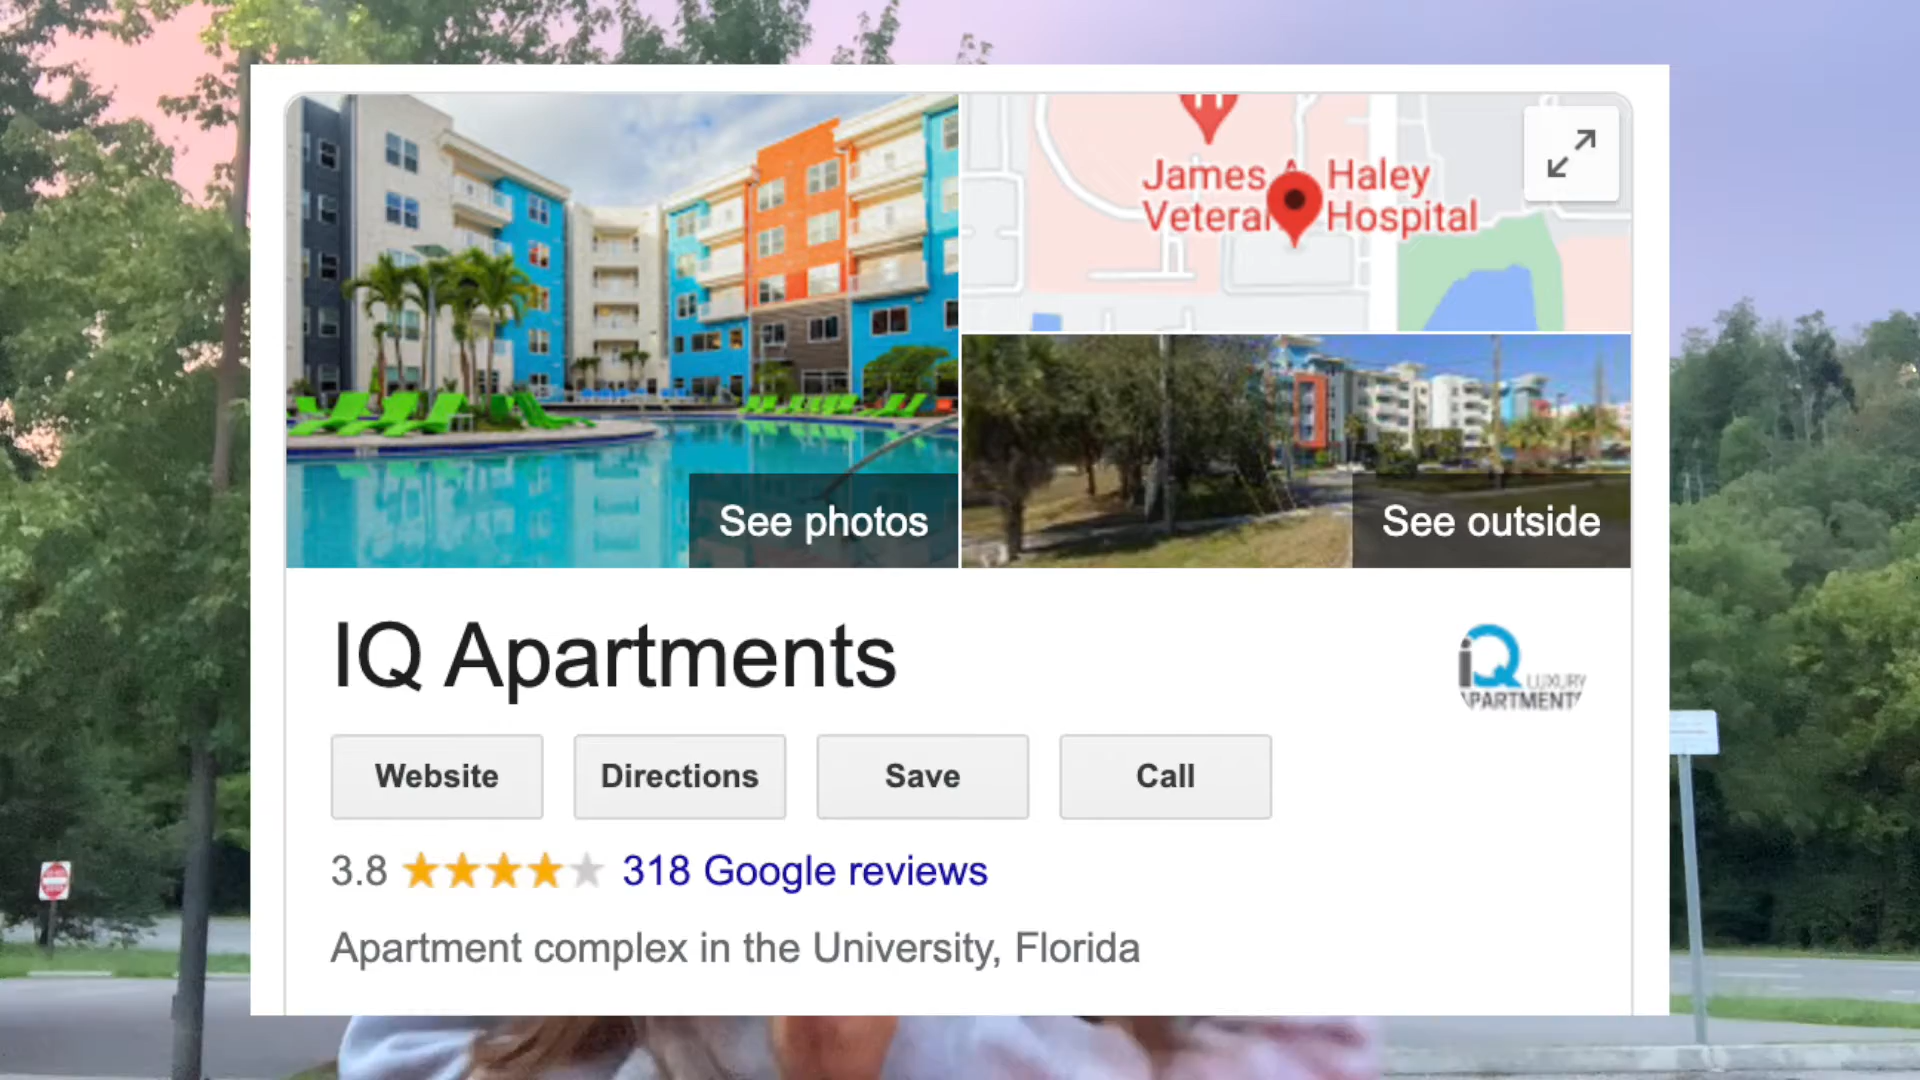 James A. Haley
Veteran Hospital
See photos
See outside
IQ Apartments
iQ LUXURY
APARTMENTS
Website
Directions
Save
Call
3.8 318 Google reviews
Apartment complex in the University, Florida